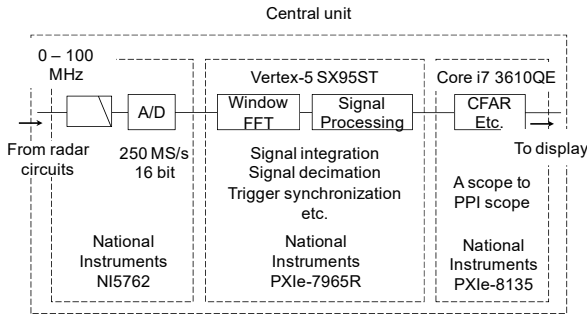 Central unit
0 – 100
MHz
A/D
250 MS/s
16 bit
From radar
circuits
National
Instruments
NI5762
Vertex-5 SX95ST
Window
FFT
Signal
Processing
Signal integration
Signal decimation
Trigger synchronization
etc.
National
Instruments
PXIe-7965R
Core i7 3610QE
CFAR
Etc.
To display
A scope to
PPI scope
National
Instruments
PXIe-8135